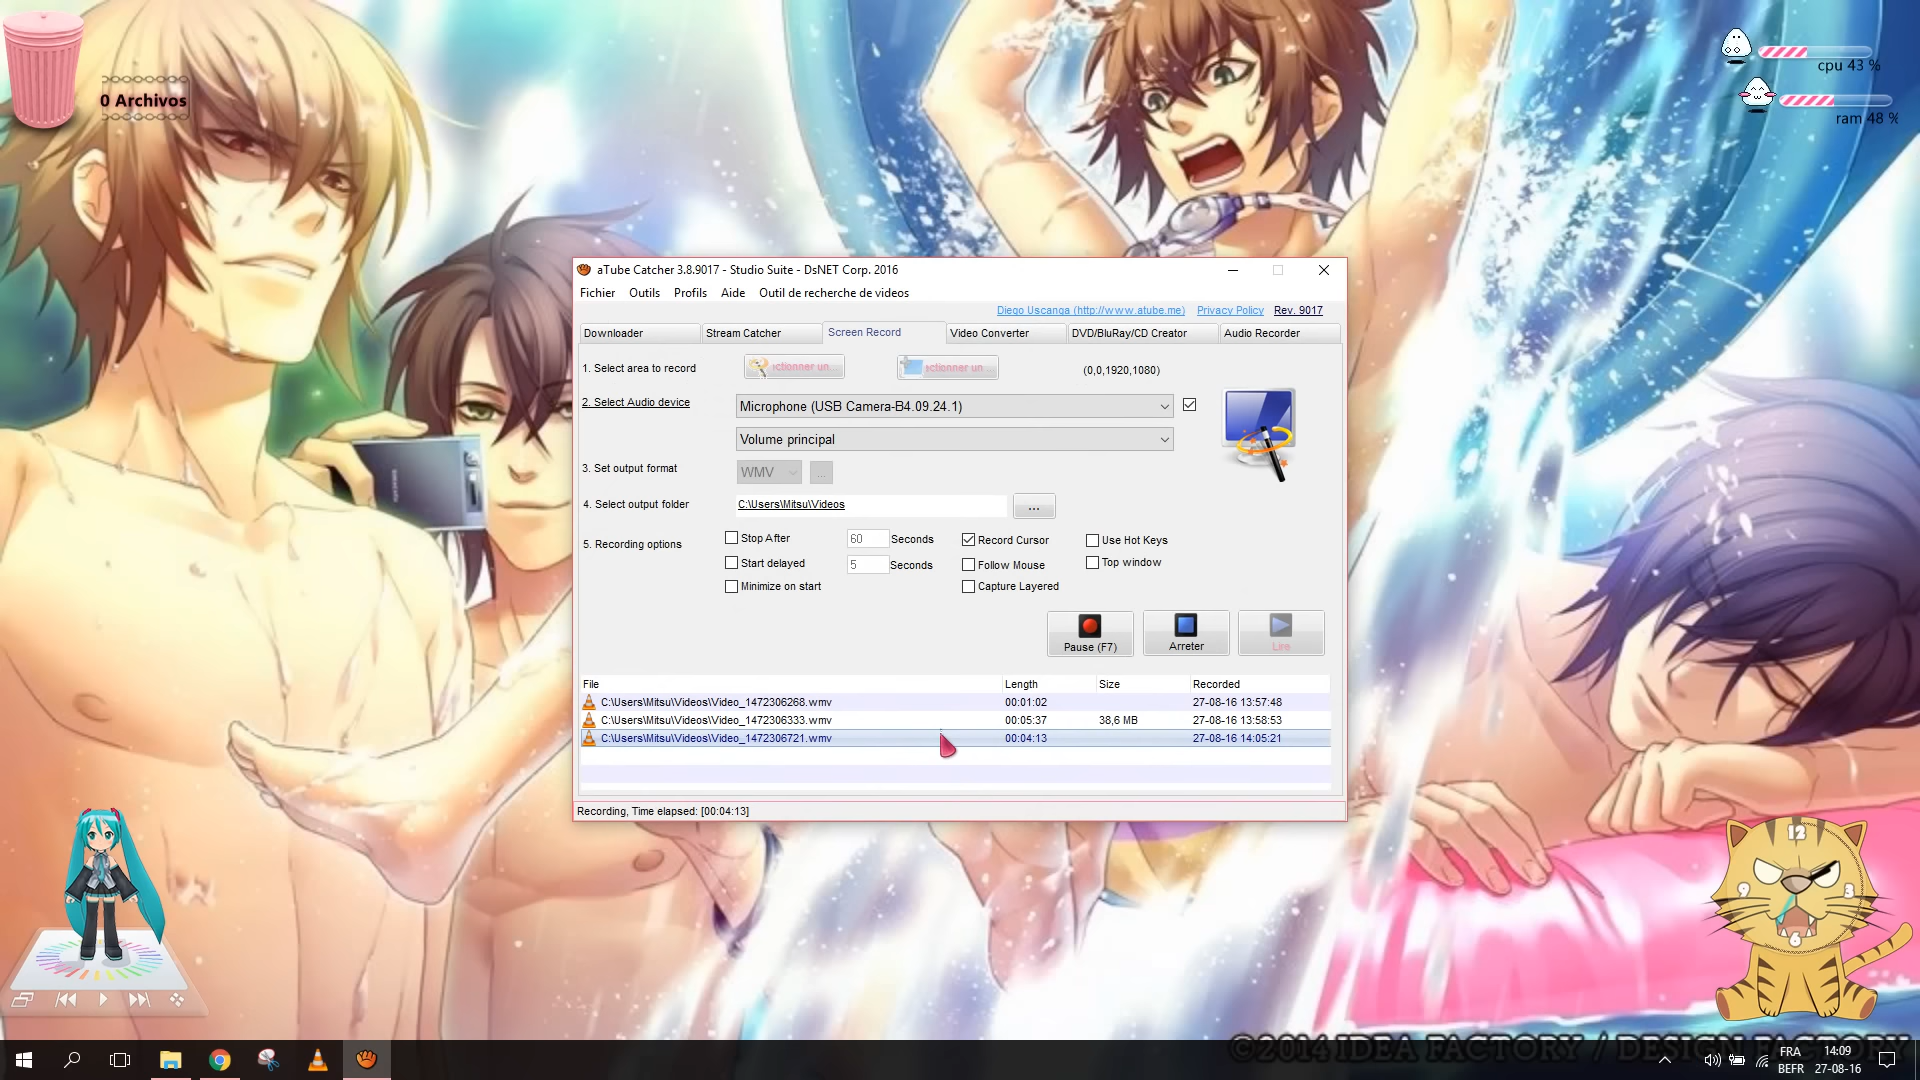 0 Archivos
cpu 43 %
ram 48 %
aTube Catcher 3.8.9017 - Studio Suite - DsNET Corp. 2016
Fichier Outils Profils Aide Outil de recherche de videos
Diego Uscanga (http://www.atube.me) Privacy Policy Rev. 9017
Downloader Stream Catcher Screen Record Video Converter DVD/BluRay/CD Creator Audio Recorder
1. Select area to record ictionner un ectionner un (0,0,1920,1080)
2. Select Audio device Microphone (USB Camera-B4.09.24.1)
Volume principal
3. Set output format WMV ...
4. Select output folder C:\Users\Mitsu\Videos ...
5. Recording options
Stop After 60 Seconds Record Cursor Use Hot Keys
Start delayed 5 Seconds Follow Mouse Top window
Minimize on start Capture Layered
Pause (F7) Arreter Lire
File Length Size Recorded
C:\Users\Mitsu\Videos\Video_1472306268.wmv 00:01:02 27-08-16 13:57:48
C:\Users\Mitsu\Videos\Video_1472306333.wmv 00:05:37 38,6 MB 27-08-16 13:58:53
C:\Users\Mitsu\Videos\Video_1472306721.wmv 00:04:13 27-08-16 14:05:21
Recording, Time elapsed: [00:04:13]
12
9 3
6
©2014 IDEA FACTORY / DESIGN FACTORY
FRA 14:09
BEFR 27-08-16